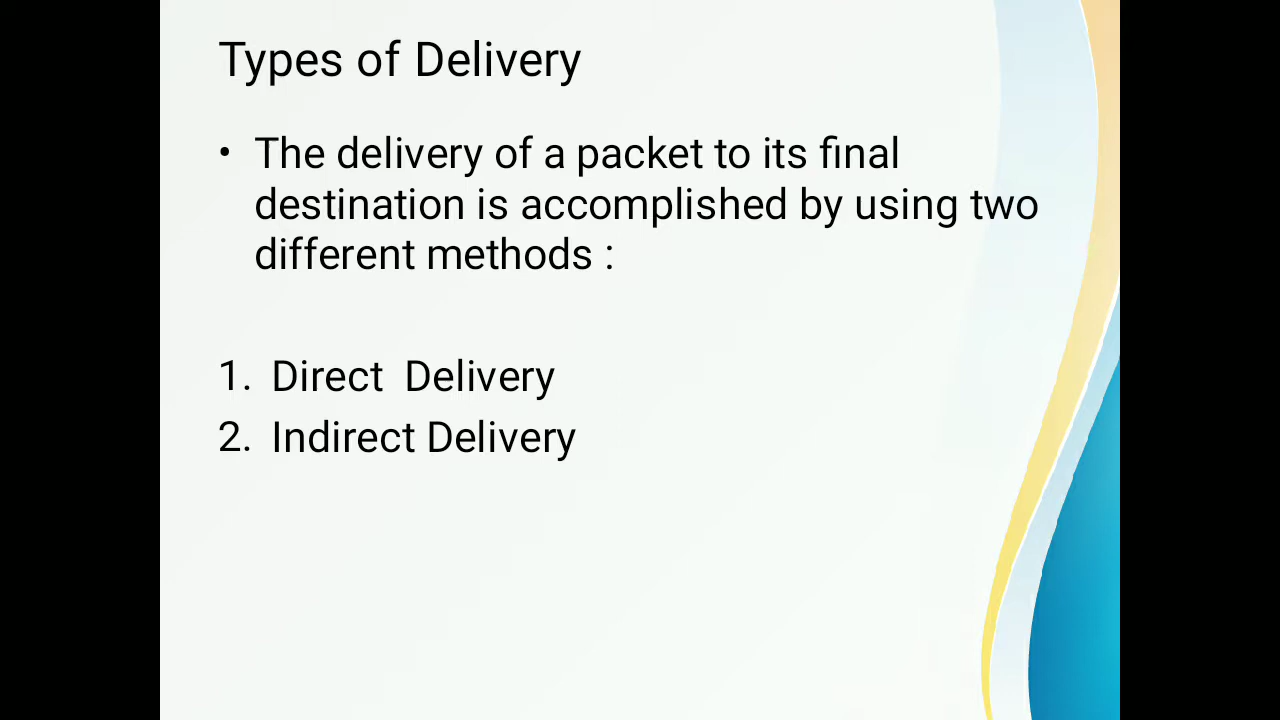 Types of Delivery
• The delivery of a packet to its final
destination is accomplished by using two
different methods :
1. Direct  Delivery
2. Indirect Delivery